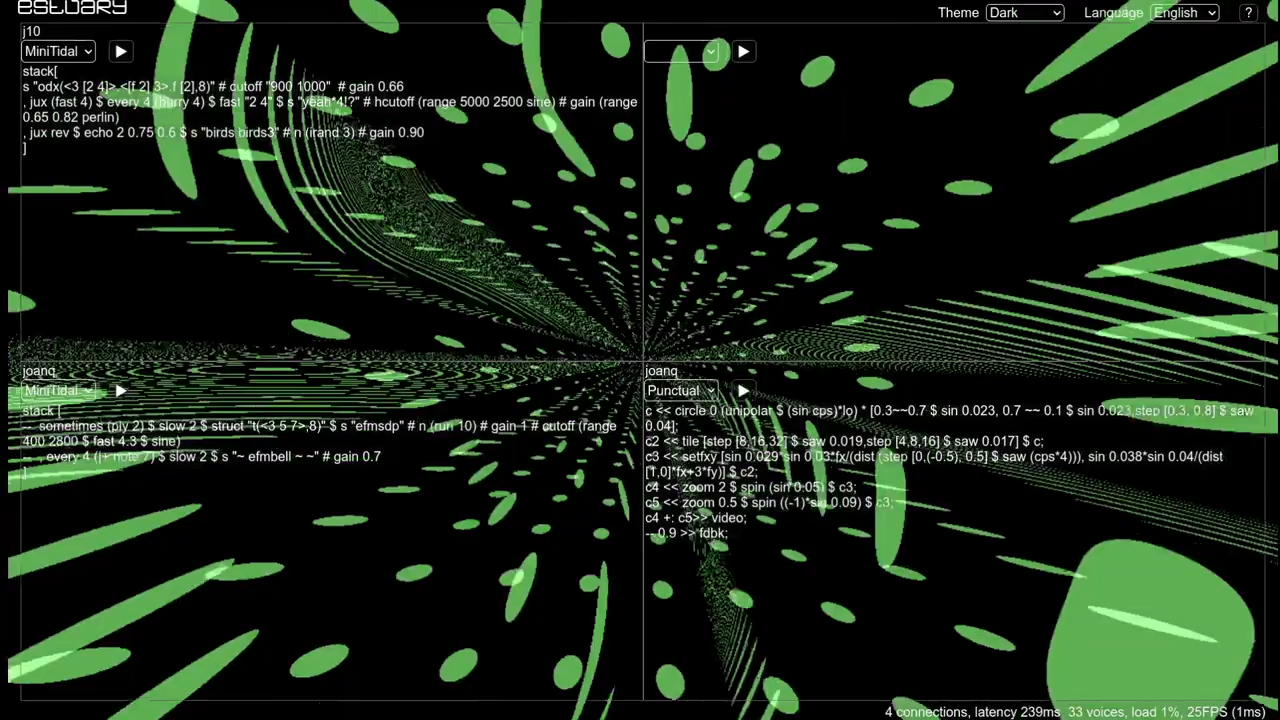 estuary
Theme Dark Language English ?
j10
MiniTidal
stack[
s "odx(<3 [2 4]>,<[f 2] 3>.f [2],8)" # cutoff "900 1000" # gain 0.66
, jux (fast 4) $ every 4 (hurry 4) $ fast "2 4" $ s "yeah*4!?" # hcutoff (range 5000 2500 sine) # gain (range
0.65 0.82 perlin)
, jux rev $ echo 2 0.75 0.6 $ s "birds birds3" # n (irand 3) # gain 0.90
]
joanq
MiniTidal
stack [
-- sometimes (ply 2) $ slow 2 $ struct "t(<3 5 7>,8)" $ s "efmsdp" # n (run 10) # gain 1 # cutoff (range
400 2800 $ fast 4.3 $ sine)
-- , every 4 (|+ note 7) $ slow 2 $ s "~ efmbell ~ ~" # gain 0.7
]
joanq
Punctual
c << circle 0 (unipolar $ (sin cps)*lo) * [0.3~~0.7 $ sin 0.023, 0.7 ~~ 0.1 $ sin 0.023,step [0.3, 0.8] $ saw
0.04];
c2 << tile [step [8,16,32] $ saw 0.019,step [4,8,16] $ saw 0.017] $ c;
c3 << setfxy [sin 0.029*sin 0.03*fx/(dist (step [0,(-0.5), 0.5] $ saw (cps*4))), sin 0.038*sin 0.04/(dist
[1,0]*fx+3*fy)] $ c2;
c4 << zoom 2 $ spin (sin 0.05) $ c3;
c5 << zoom 0.5 $ spin ((-1)*sin 0.09) $ c3;
c4 +: c5>> video;
-- 0.9 >> fdbk;
4 connections, latency 239ms 33 voices, load 1%, 25FPS (1ms)